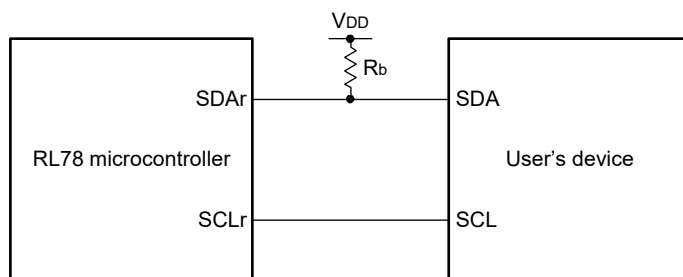 VDD
Rb
SDAr
SDA
RL78 microcontroller
User's device
SCLr
SCL